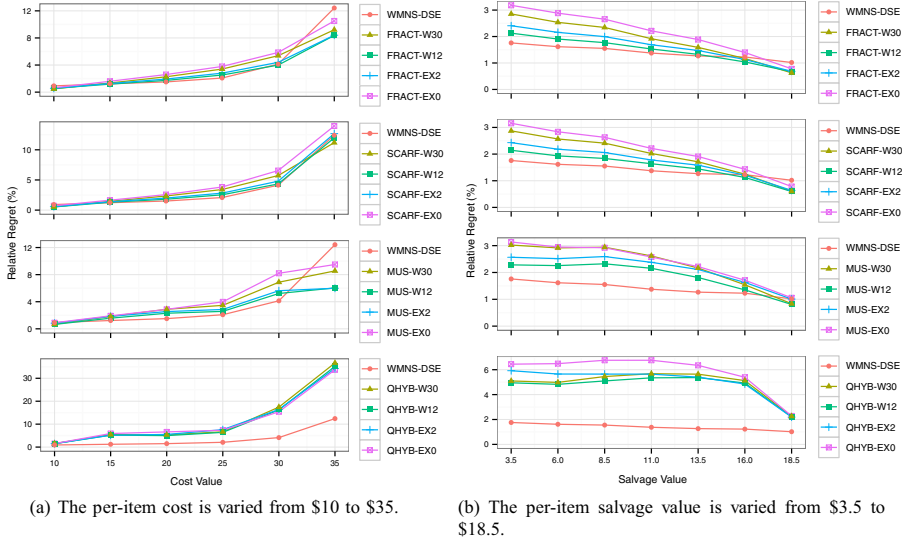 Relative Regret (%)
12
8
4
0
WMNS-DSE
FRACT-W30
FRACT-W12
FRACT-EX2
FRACT-EX0
10
5
0
WMNS-DSE
SCARF-W30
SCARF-W12
SCARF-EX2
SCARF-EX0
12
8
4
0
WMNS-DSE
MUS-W30
MUS-W12
MUS-EX2
MUS-EX0
30
20
10
0
WMNS-DSE
QHYB-W30
QHYB-W12
QHYB-EX2
QHYB-EX0
10 15 20 25 30 35
Cost Value
(a) The per-item cost is varied from $10 to $35.
Relative Regret (%)
3
2
1
0
WMNS-DSE
FRACT-W30
FRACT-W12
FRACT-EX2
FRACT-EX0
3
2
1
0
WMNS-DSE
SCARF-W30
SCARF-W12
SCARF-EX2
SCARF-EX0
3
2
1
0
WMNS-DSE
MUS-W30
MUS-W12
MUS-EX2
MUS-EX0
6
4
2
0
WMNS-DSE
QHYB-W30
QHYB-W12
QHYB-EX2
QHYB-EX0
3.5 6.0 8.5 11.0 13.5 16.0 18.5
Salvage Value
(b) The per-item salvage value is varied from $3.5 to
$18.5.